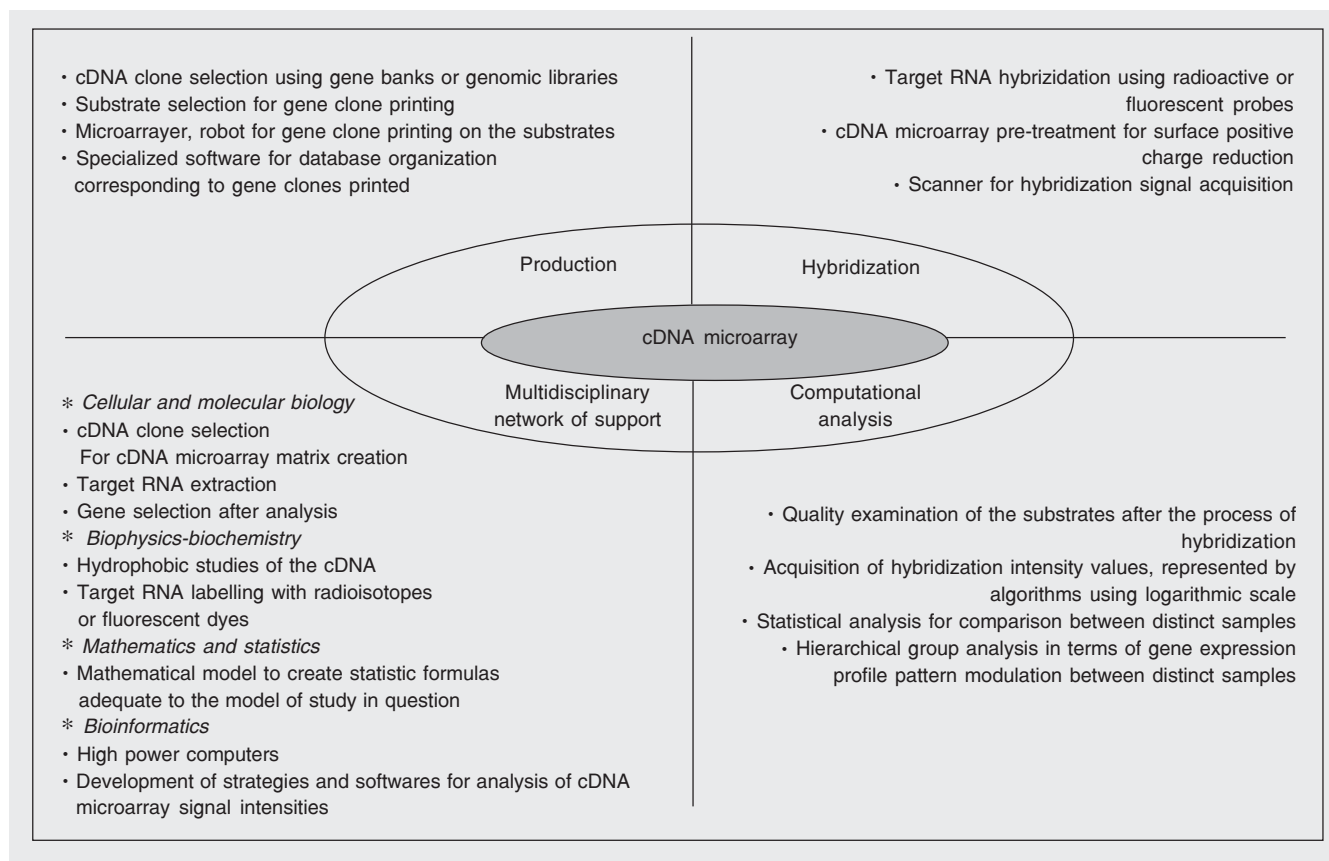 · cDNA clone selection using gene banks or genomic libraries
· Substrate selection for gene clone printing
· Microarrayer, robot for gene clone printing on the substrates
· Specialized software for database organization
corresponding to gene clones printed
· Target RNA hybrizidation using radioactive or
fluorescent probes
· cDNA microarray pre-treatment for surface positive
charge reduction
· Scanner for hybridization signal acquisition
Production
Hybridization
cDNA microarray
Multidisciplinary
network of support
Computational
analysis
* Cellular and molecular biology
· cDNA clone selection
For cDNA microarray matrix creation
· Target RNA extraction
· Gene selection after analysis
* Biophysics-biochemistry
· Hydrophobic studies of the cDNA
· Target RNA labelling with radioisotopes
or fluorescent dyes
* Mathematics and statistics
· Mathematical model to create statistic formulas
adequate to the model of study in question
* Bioinformatics
· High power computers
· Development of strategies and softwares for analysis of cDNA
microarray signal intensities
· Quality examination of the substrates after the process of
hybridization
· Acquisition of hybridization intensity values, represented by
algorithms using logarithmic scale
· Statistical analysis for comparison between distinct samples
· Hierarchical group analysis in terms of gene expression
profile pattern modulation between distinct samples